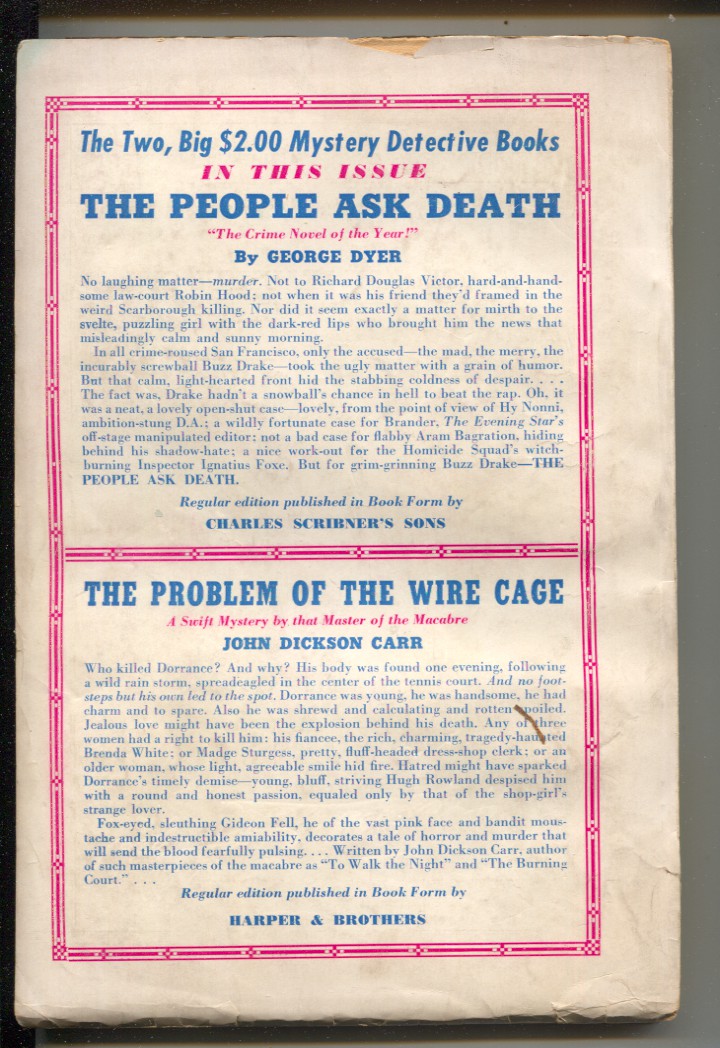 The Two, Big $2.00 Mystery Detective Books
IN THIS ISSUE
THE PEOPLE ASK DEATH
"The Crime Novel of the Year!"
By GEORGE DYER
No laughing matter—murder. Not to Richard Douglas Victor, hard-and-hand-
some law-court Robin Hood; not when it was his friend they'd framed in the
weird Scarborough killing. Nor did it seem exactly a matter for mirth to the
svelte, puzzling girl with the dark-red lips who brought him the news that
misleadingly calm and sunny morning.
In all crime-roused San Francisco, only the accused—the mad, the merry, the
incurably screwball Buzz Drake—took the ugly matter with a grain of humor.
But that calm, light-hearted front hid the stabbing coldness of despair. . . .
The fact was, Drake hadn't a snowball's chance in hell to beat the rap. Oh, it
was a neat, a lovely open-shut case—lovely, from the point of view of Hy Nonni,
ambition-stung D.A.; a wildly fortunate case for Brander, The Evening Star's
off-stage manipulated editor; not a bad case for flabby Aram Bagration, hiding
behind his shadow-hate; a nice work-out for the Homicide Squad's witch-
burning Inspector Ignatius Foxe. But for grim-grinning Buzz Drake—THE
PEOPLE ASK DEATH.
Regular edition published in Book Form by
CHARLES SCRIBNER'S SONS
THE PROBLEM OF THE WIRE CAGE
A Swift Mystery by that Master of the Macabre
JOHN DICKSON CARR
Who killed Dorrance? And why? His body was found one evening, following
a wild rain storm, spreadeagled in the center of the tennis court. And no foot-
steps but his own led to the spot. Dorrance was young, he was handsome, he had
charm and to spare. Also he was shrewd and calculating and rotten spoiled.
Jealous love might have been the explosion behind his death. Any of three
women had a right to kill him: his fiancee, the rich, charming, tragedy-haunted
Brenda White; or Madge Sturgess, pretty, fluff-headed dress-shop clerk; or an
older woman, whose light, agreeable smile hid fire. Hatred might have sparked
Dorrance's timely demise—young, bluff, striving Hugh Rowland despised him
with a round and honest passion, equaled only by that of the shop-girl's
strange lover.
Fox-eyed, sleuthing Gideon Fell, he of the vast pink face and bandit mous-
tache and indestructible amiability, decorates a tale of horror and murder that
will send the blood fearfully pulsing. . . . Written by John Dickson Carr, author
of such masterpieces of the macabre as "To Walk the Night" and "The Burning
Court." . . .
Regular edition published in Book Form by
HARPER & BROTHERS